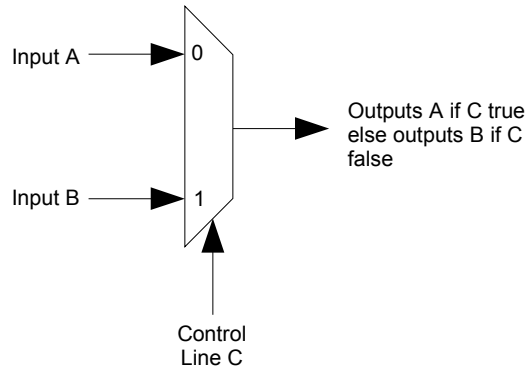 Input A
0
Outputs A if C true
else outputs B if C
false
Input B
1
Control
Line C